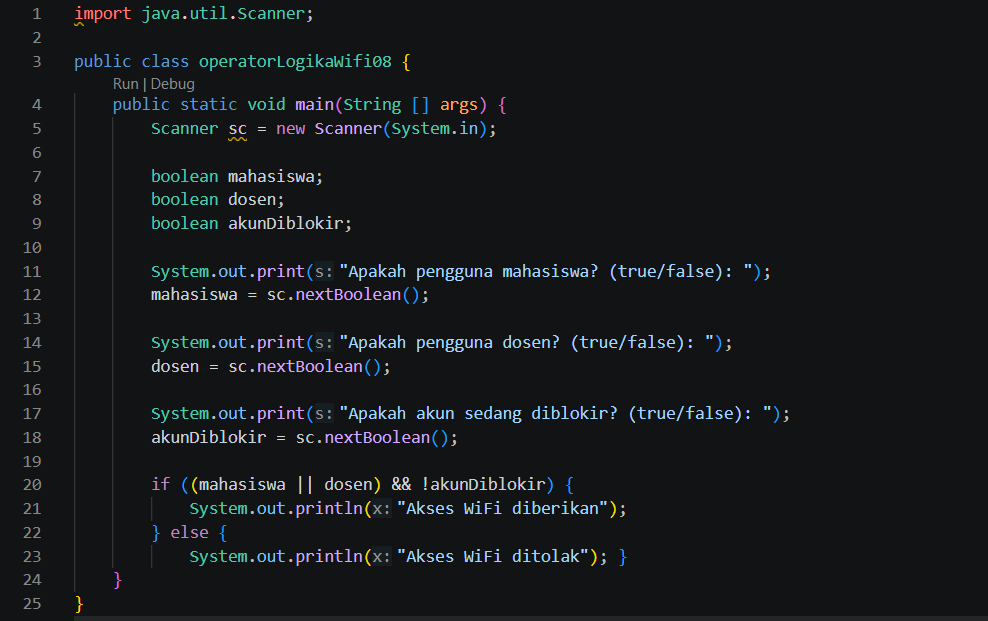 1 import java.util.Scanner;
2
3 public class operatorLogikaWifi08 {
Run | Debug
4 public static void main(String [] args) {
5 Scanner sc = new Scanner(System.in);
6
7 boolean mahasiswa;
8 boolean dosen;
9 boolean akunDiblokir;
10
11 System.out.print(s: "Apakah pengguna mahasiswa? (true/false): ");
12 mahasiswa = sc.nextBoolean();
13
14 System.out.print(s: "Apakah pengguna dosen? (true/false): ");
15 dosen = sc.nextBoolean();
16
17 System.out.print(s: "Apakah akun sedang diblokir? (true/false): ");
18 akunDiblokir = sc.nextBoolean();
19
20 if ((mahasiswa || dosen) && !akunDiblokir) {
21 System.out.println(x: "Akses WiFi diberikan");
22 } else {
23 System.out.println(x: "Akses WiFi ditolak"); }
24 }
25 }